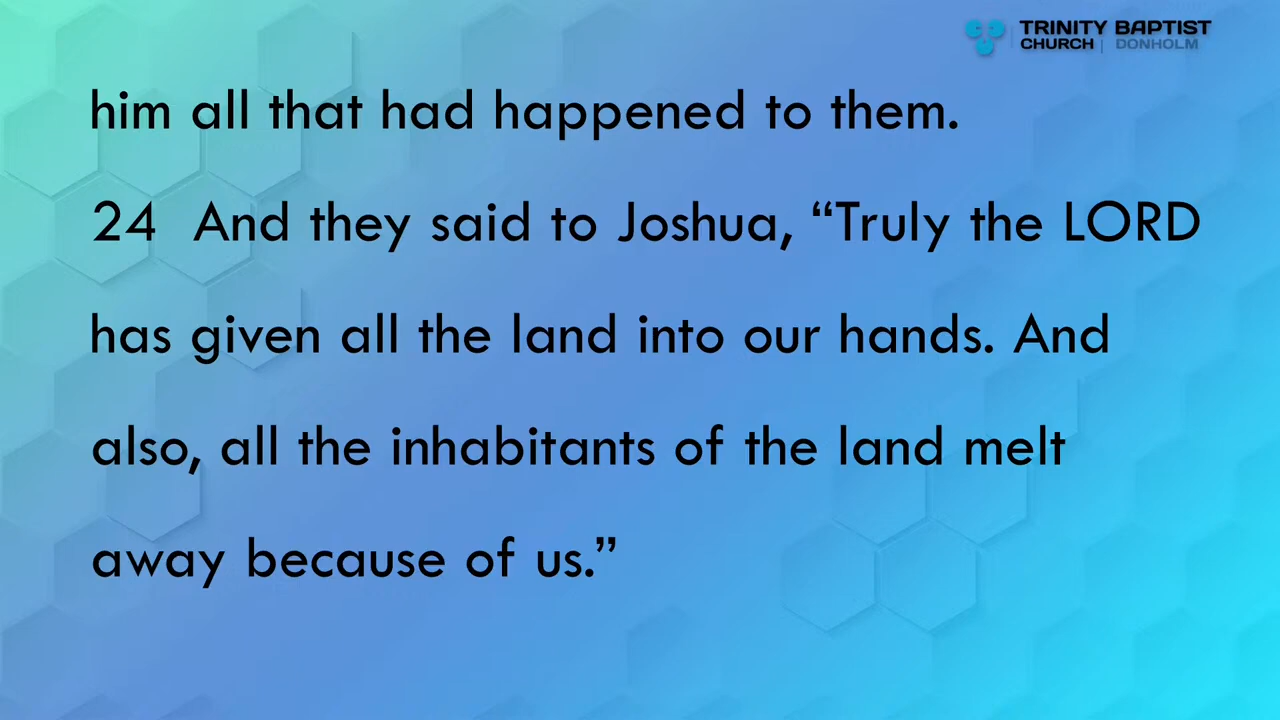 TRINITY BAPTIST
CHURCH | DONHOLM
him all that had happened to them.
24 And they said to Joshua, “Truly the LORD
has given all the land into our hands. And
also, all the inhabitants of the land melt
away because of us.”